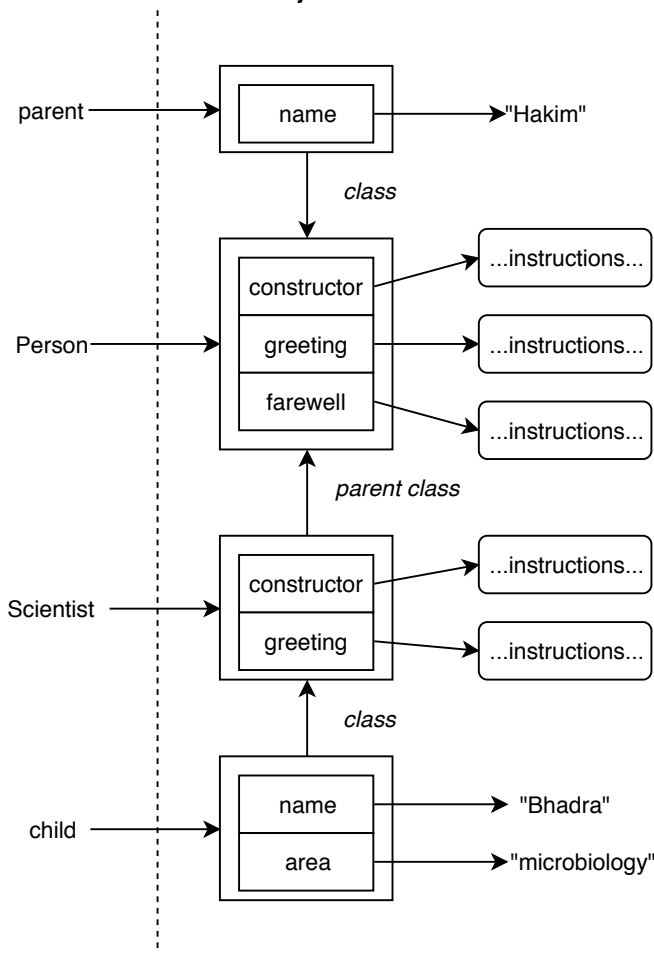 parent
name
"Hakim"
class
constructor
...instructions...
Person
greeting
...instructions...
farewell
...instructions...
parent class
constructor
...instructions...
Scientist
greeting
...instructions...
class
name
"Bhadra"
child
area
"microbiology"